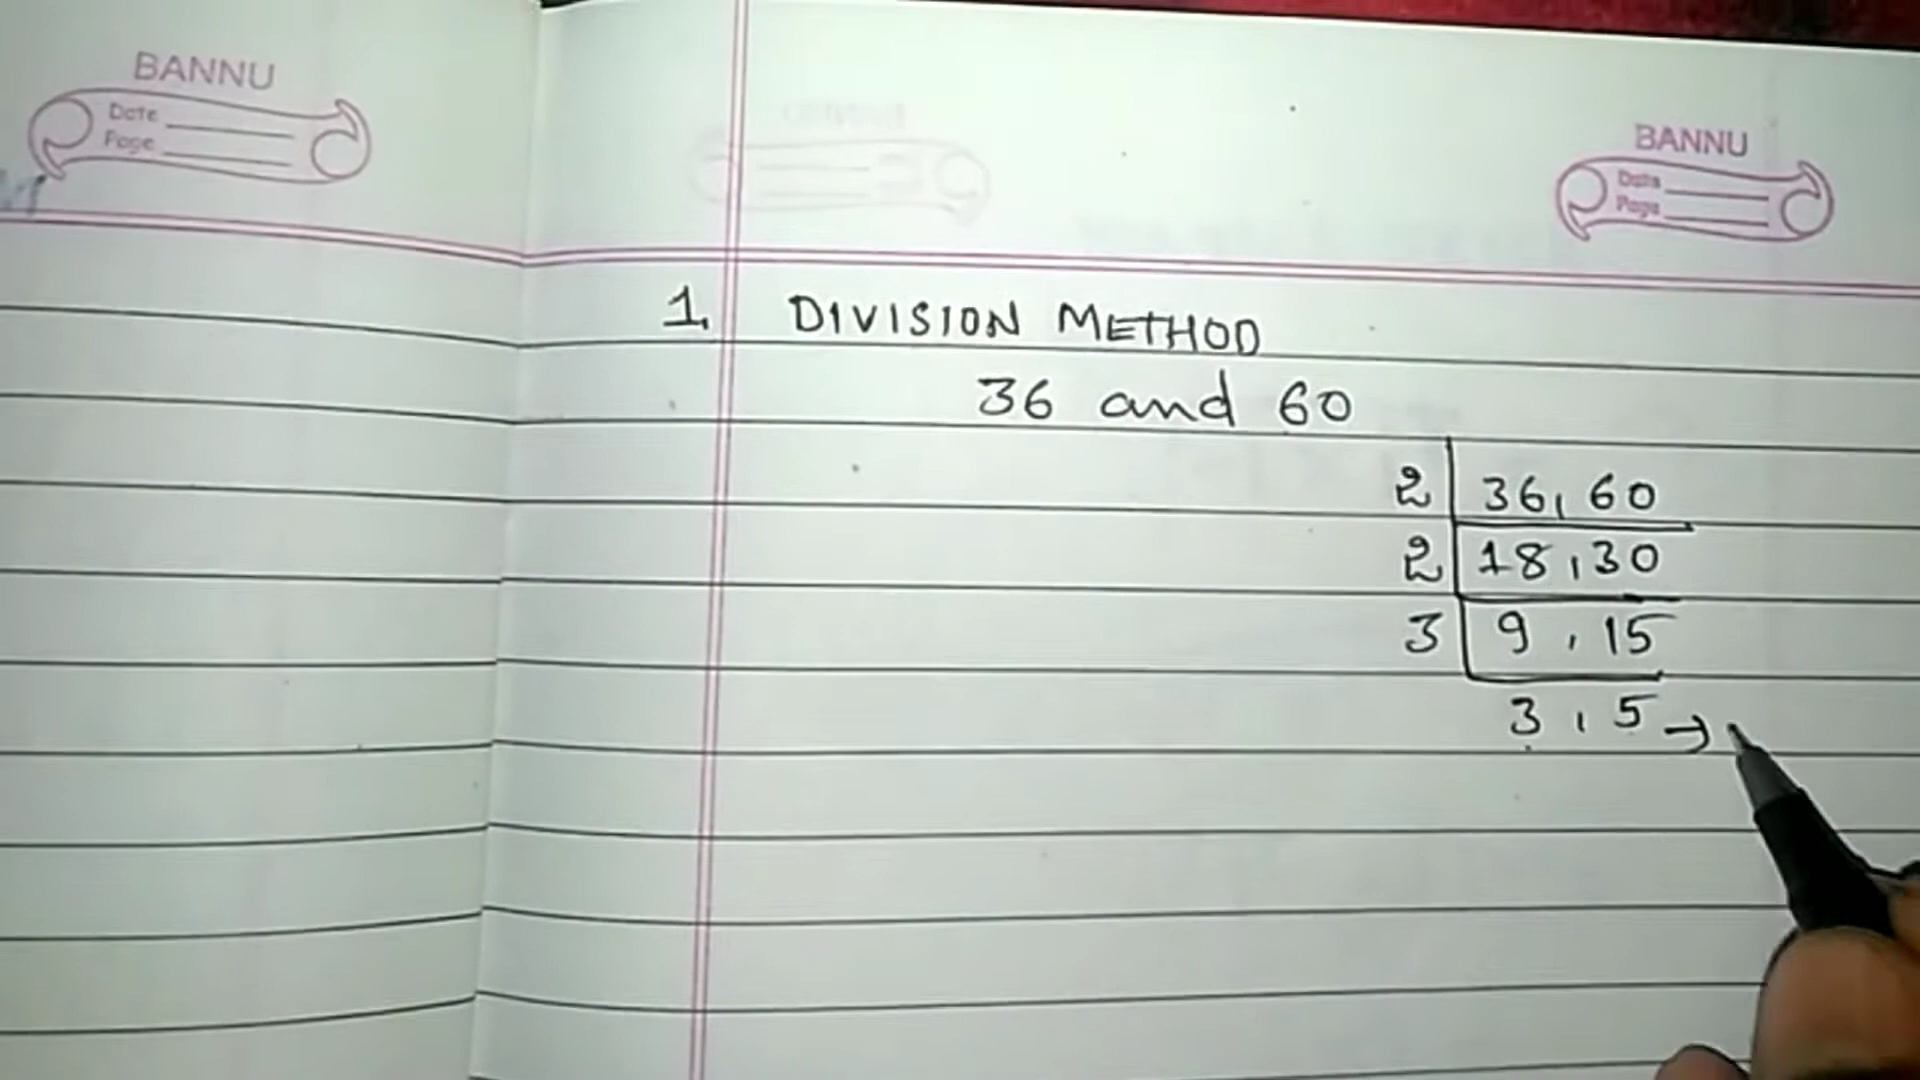 BANNU
Date
Page
BANNU
Date
Page
1. DIVISION METHOD
36 and 60
2 36, 60
2 18, 30
3 9, 15
3, 5 →